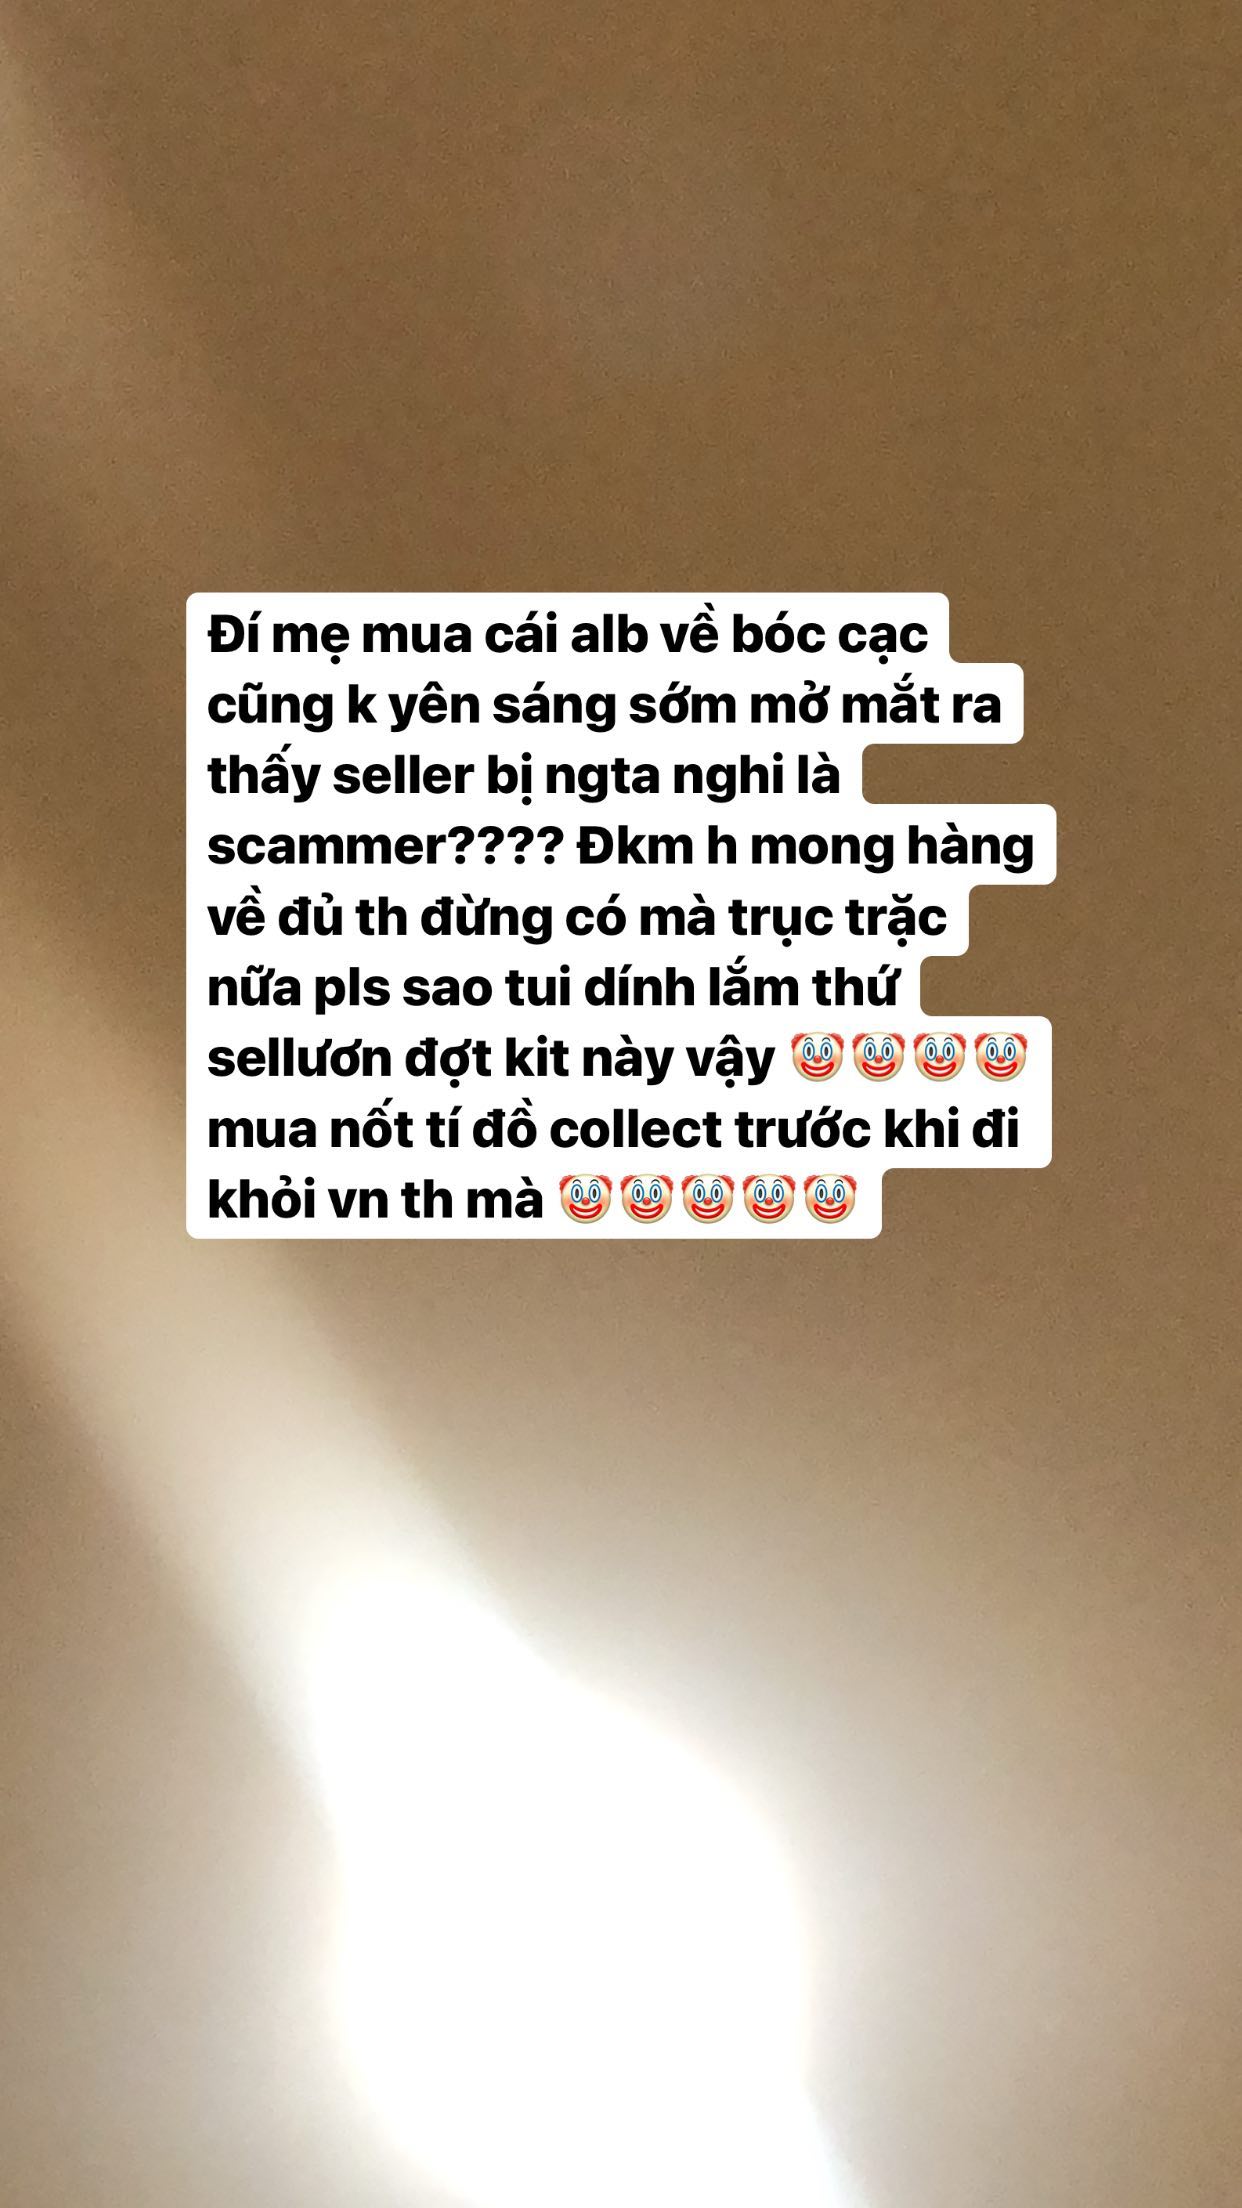 Đí mẹ mua cái alb về bóc cạc
cũng k yên sáng sớm mở mắt ra
thấy seller bị ngta nghi là
scammer???? Đkm h mong hàng
về đủ th đừng có mà trục trặc
nữa pls sao tui dính lắm thứ
sellươn đợt kit này vậy 🤡🤡🤡🤡
mua nốt tí đồ collect trước khi đi
khỏi vn th mà 🤡🤡🤡🤡🤡